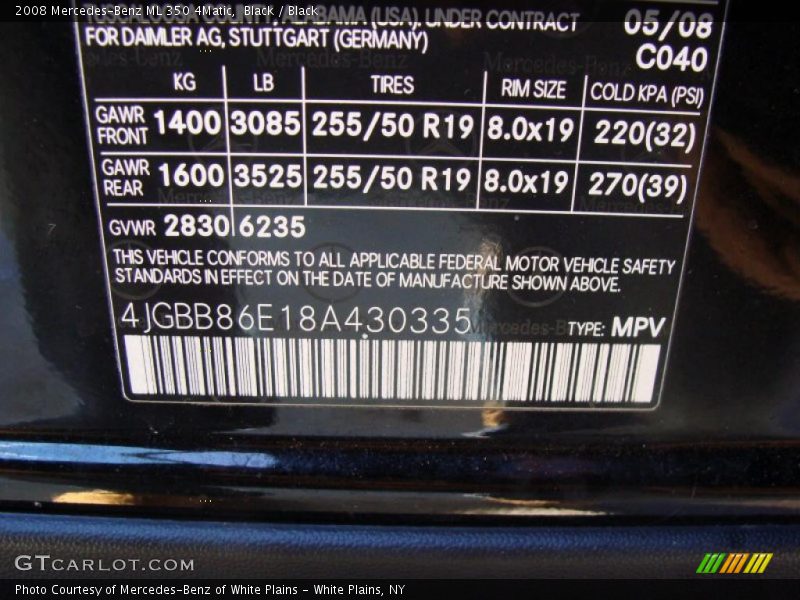 2008 Mercedes-Benz ML 350 4Matic, Black / Black
(USA). UNDER CONTRACT 05/08
FOR DAIMLER AG, STUTTGART (GERMANY) C040
KG LB TIRES RIM SIZE COLD KPA (PSI)
GAWR FRONT 1400 3085 255/50 R19 8.0x19 220(32)
GAWR REAR 1600 3525 255/50 R19 8.0x19 270(39)
GVWR 2830 6235
THIS VEHICLE CONFORMS TO ALL APPLICABLE FEDERAL MOTOR VEHICLE SAFETY
STANDARDS IN EFFECT ON THE DATE OF MANUFACTURE SHOWN ABOVE.
4JGBB86E18A430335 TYPE: MPV
GTCARLOT.COM
Photo Courtesy of Mercedes-Benz of White Plains - White Plains, NY